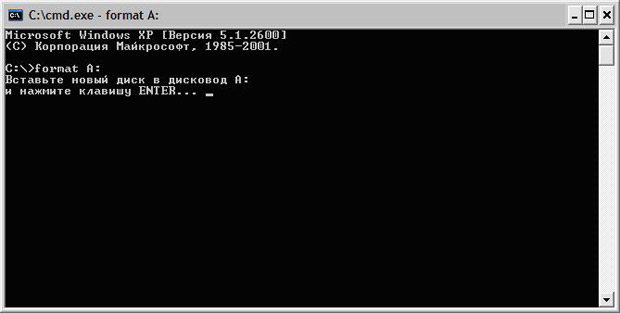 C:\cmd.exe - format A:
Microsoft Windows XP [Версия 5.1.2600]
(С) Корпорация Майкрософт, 1985-2001.
C:\>format A:
Вставьте новый диск в дисковод A:
и нажмите клавишу ENTER... _